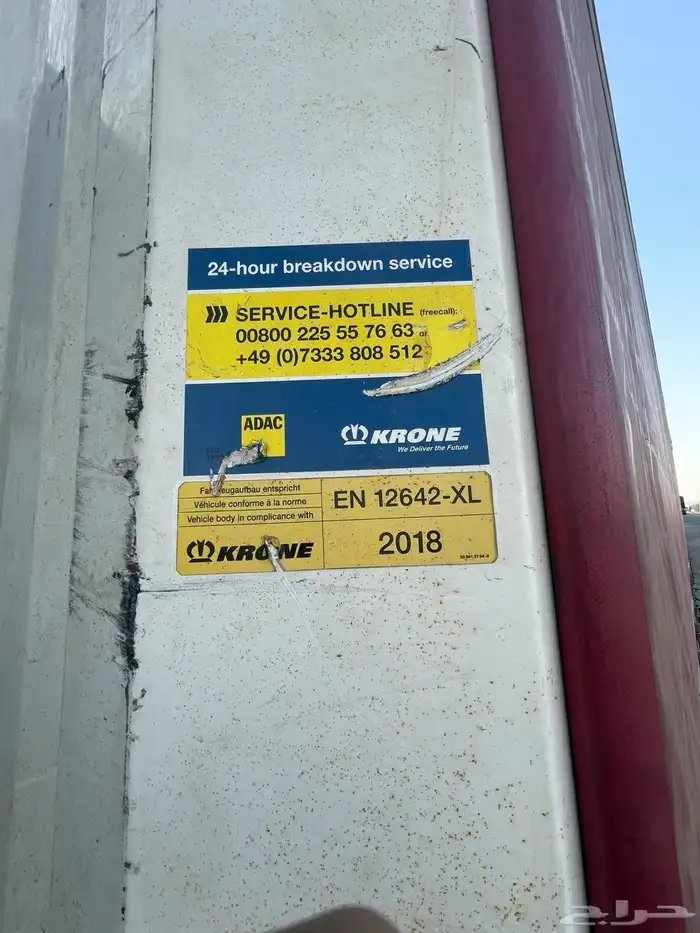 24-hour breakdown service
SERVICE-HOTLINE (freecall):
00800 225 55 76 63 or
+49 (0)7333 808 512
ADAC
KRONE
We Deliver the Future
entspricht
Véhicule conforme á la norme
Vehicle body in complicance with
EN 12642-XL
KRONE
2018
حراج